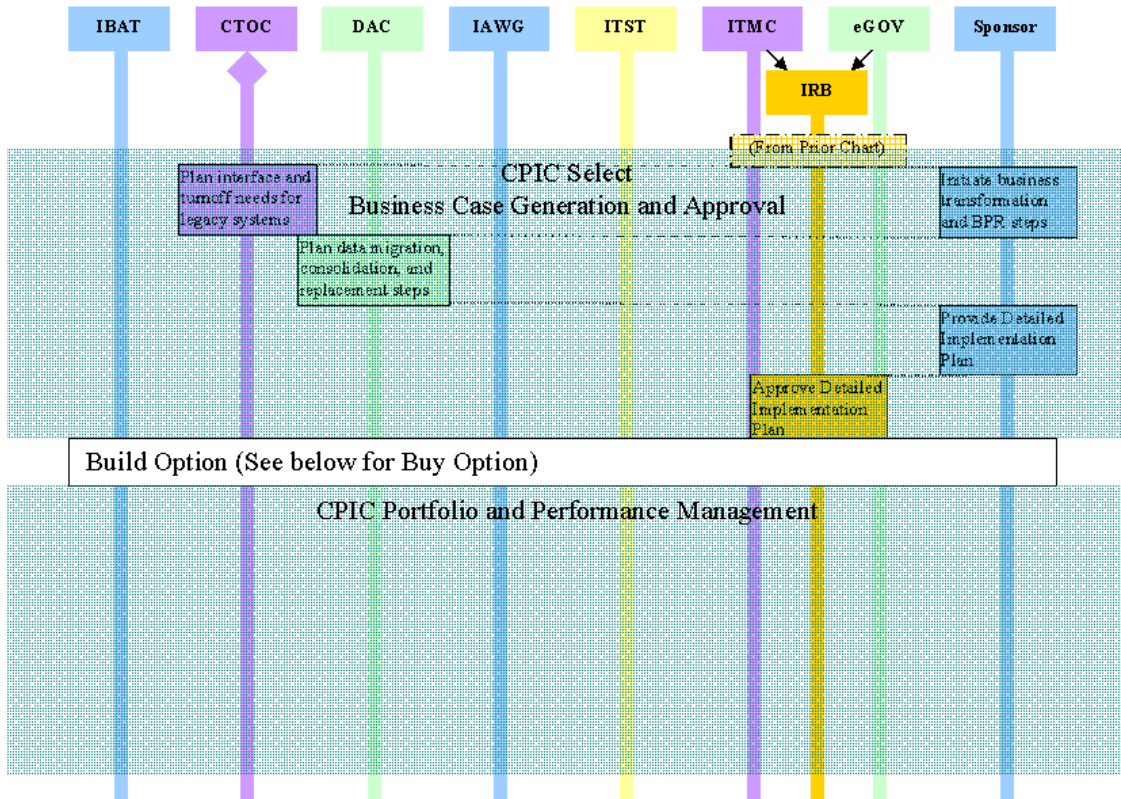 IBAT
CTOC
DAC
IAWG
ITST
ITMC
eGOV
Sponsor
IRB
(From Prior Chart)
CPIC Select
Business Case Generation and Approval
Plan interface and
turnoff needs for
legacy systems
Initiate business
transformation
and BPR steps
Plan data migration,
consolidation, and
replacement steps
Provide Detailed
Implementation
Plan
Approve Detailed
Implementation
Plan
Build Option (See below for Buy Option)
CPIC Portfolio and Performance Management